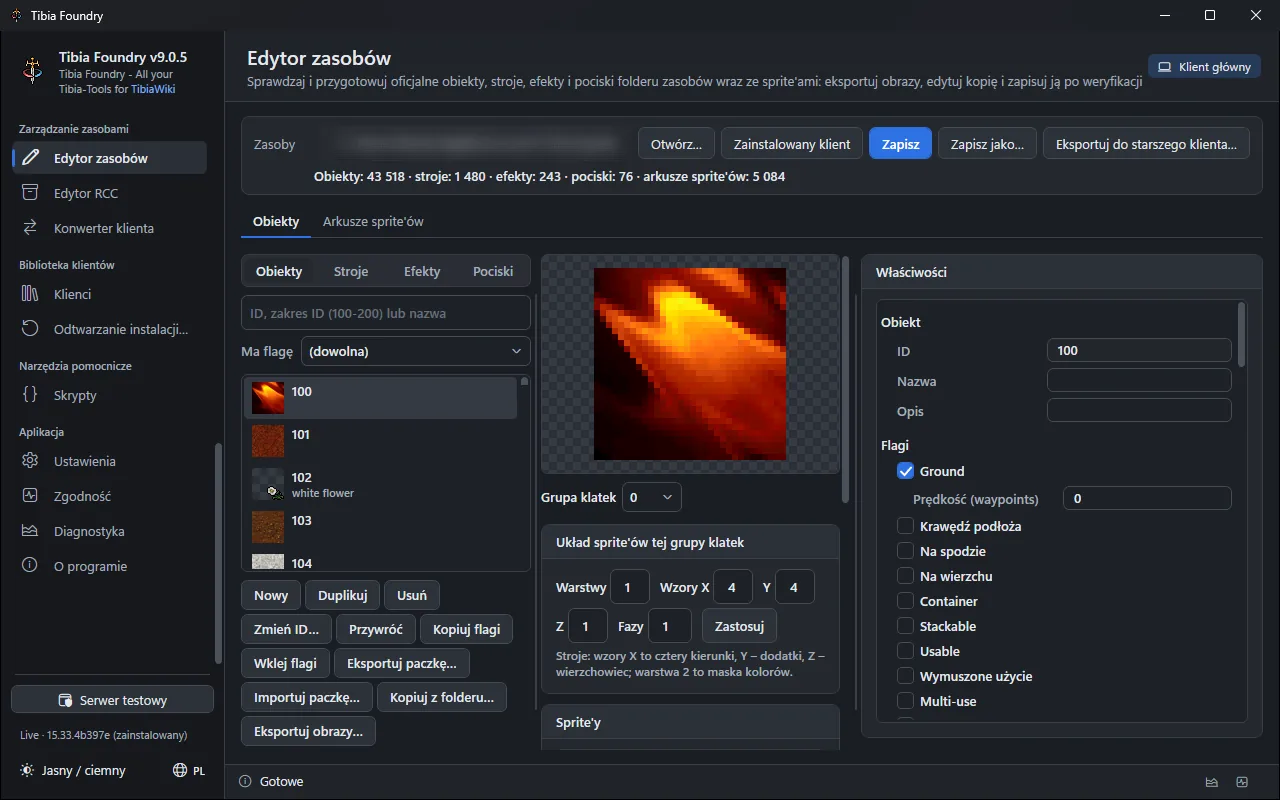 Tibia Foundry
Tibia Foundry v9.0.5
Tibia Foundry - All your
Tibia-Tools for TibiaWiki
Zarządzanie zasobami
Edytor zasobów
Edytor RCC
Konwerter klienta
Biblioteka klientów
Klienci
Odtwarzanie instalacji...
Narzędzia pomocnicze
Skrypty
Aplikacja
Ustawienia
Zgodność
Diagnostyka
O programie
Serwer testowy
Live · 15.33.4b397e (zainstalowany)
Jasny / ciemny
PL
Edytor zasobów
Sprawdzaj i przygotowuj oficjalne obiekty, stroje, efekty i pociski folderu zasobów wraz ze sprite'ami: eksportuj obrazy, edytuj kopię i zapisuj ją po weryfikacji
Klient główny
Zasoby
Otwórz...
Zainstalowany klient
Zapisz
Zapisz jako...
Eksportuj do starszego klienta...
Obiekty: 43 518 · stroje: 1 480 · efekty: 243 · pociski: 76 · arkusze sprite'ów: 5 084
Obiekty
Arkusze sprite'ów
Obiekty
Stroje
Efekty
Pociski
ID, zakres ID (100-200) lub nazwa
Ma flagę
(dowolna)
100
101
102
white flower
103
104
Nowy
Duplikuj
Usuń
Zmień ID...
Przywróć
Kopiuj flagi
Wklej flagi
Eksportuj paczkę...
Importuj paczkę...
Kopiuj z folderu...
Eksportuj obrazy...
Grupa klatek
0
Układ sprite'ów tej grupy klatek
Warstwy 1 Wzory X 4 Y 4
Z 1 Fazy 1 Zastosuj
Stroje: wzory X to cztery kierunki, Y – dodatki, Z –
wierzchowiec; warstwa 2 to maska kolorów.
Sprite'y
Właściwości
Obiekt
ID
100
Nazwa
Opis
Flagi
Ground
Prędkość (waypoints)
0
Krawędź podłoża
Na spodzie
Na wierzchu
Container
Stackable
Usable
Wymuszone użycie
Multi-use
Gotowe